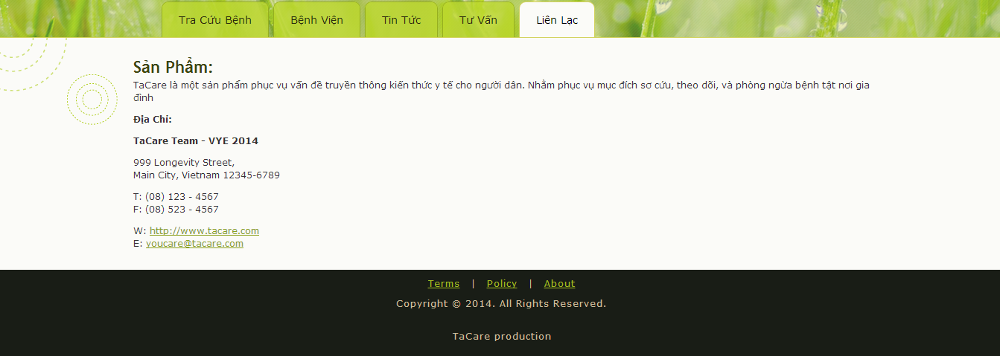 Tra Cứu Bệnh Bệnh Viện Tin Tức Tư Vấn Liên Lạc
Sản Phẩm:
TaCare là một sản phẩm phục vụ vấn đề truyền thông kiến thức y tế cho người dân. Nhằm phục vụ mục đích sơ cứu, theo dõi, và phòng ngừa bệnh tật nơi gia
đình
Địa Chỉ:
TaCare Team - VYE 2014
999 Longevity Street,
Main City, Vietnam 12345-6789
T: (08) 123 - 4567
F: (08) 523 - 4567
W: http://www.tacare.com
E: youcare@tacare.com
Terms | Policy | About
Copyright © 2014. All Rights Reserved.
TaCare production